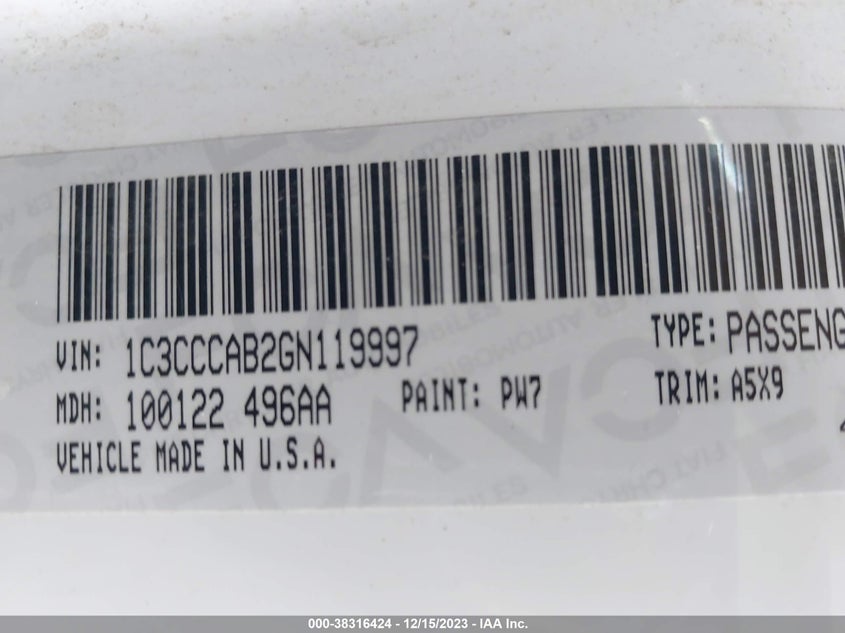 VIN: 1C3CCCAB2GN119997
TYPE: PASSENG
MDH: 100122 496AA
PAINT: PW7
TRIM: A5X9
VEHICLE MADE IN U.S.A.
000-38316424 - 12/15/2023 - IAA Inc.